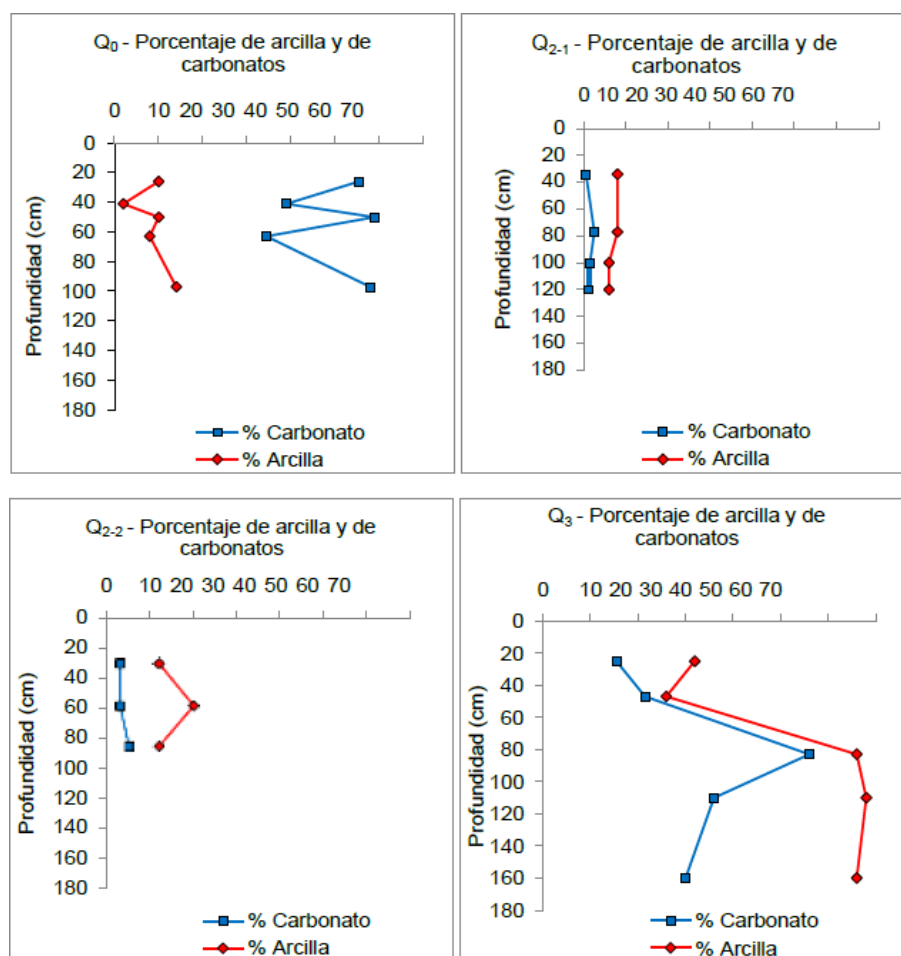 Q₀ - Porcentaje de arcilla y de
carbonatos
0 10 20 30 40 50 60 70
0
20
40
60
80
100
120
140
160
180
Profundidad (cm)
% Carbonato
% Arcilla
Q₂₋₁ - Porcentaje de arcilla y de
carbonatos
0 10 20 30 40 50 60 70
0
20
40
60
80
100
120
140
160
180
Profundidad (cm)
% Carbonato
% Arcilla
Q₂₋₂ - Porcentaje de arcilla y de
carbonatos
0 10 20 30 40 50 60 70
0
20
40
60
80
100
120
140
160
180
Profundidad (cm)
% Carbonato
% Arcilla
Q₃ - Porcentaje de arcilla y de
carbonatos
0 10 20 30 40 50 60 70
0
20
40
60
80
100
120
140
160
180
Profundidad (cm)
% Carbonato
% Arcilla